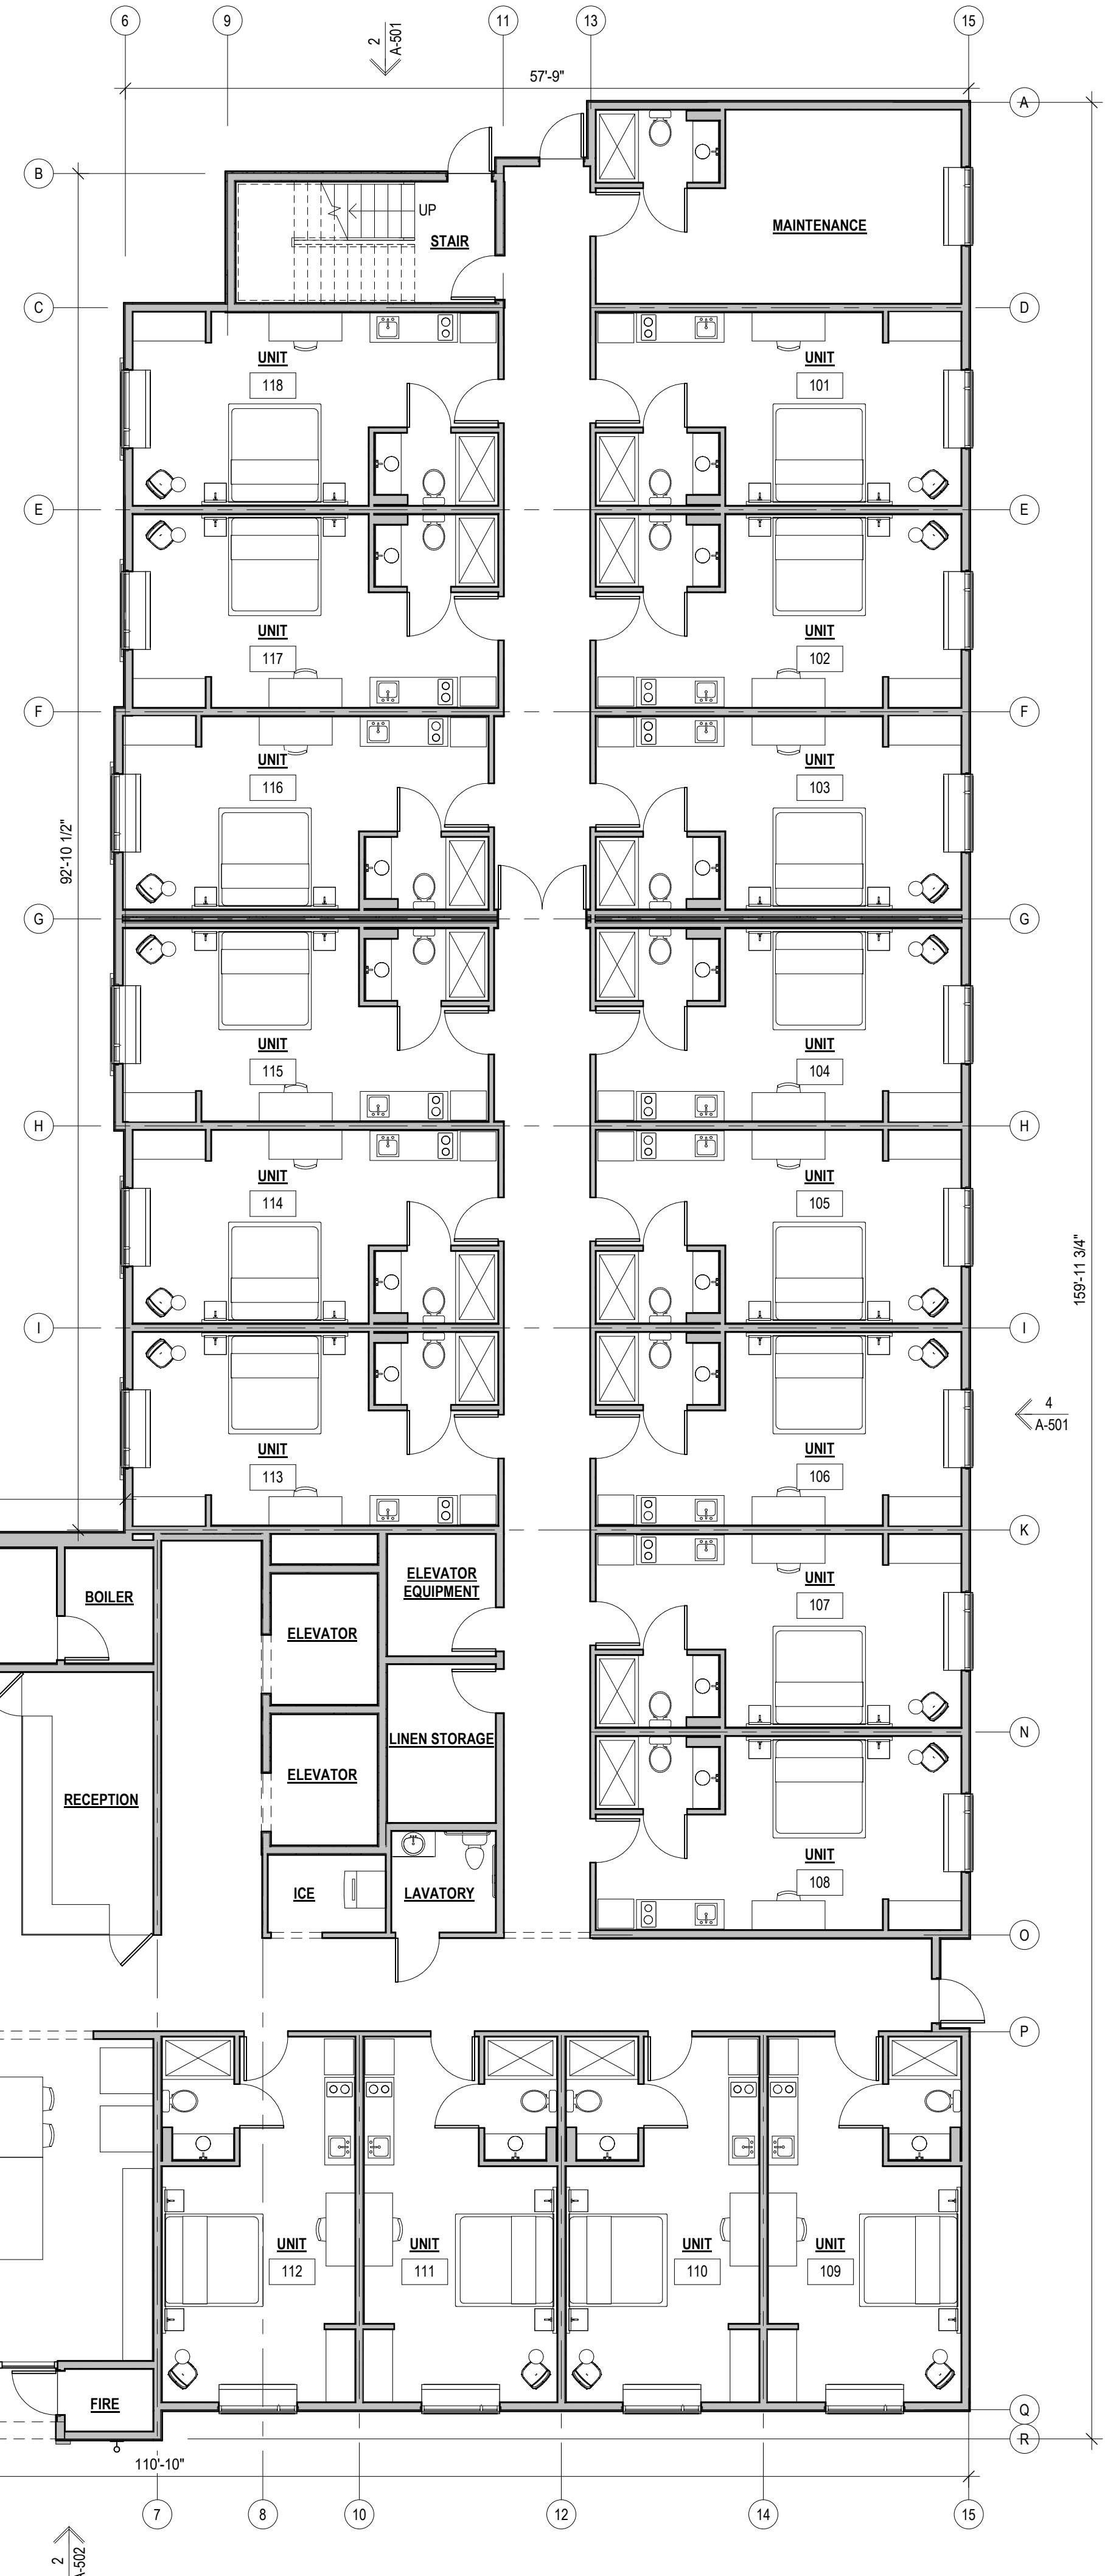 6
9
11
13
15
2
A-501
57'-9"
A
B
UP
STAIR
MAINTENANCE
C
D
UNIT
118
UNIT
101
E
E
UNIT
117
UNIT
102
F
F
UNIT
116
UNIT
103
92'-10 1/2"
G
G
UNIT
115
UNIT
104
H
H
UNIT
114
UNIT
105
159'-11 3/4"
I
I
4
A-501
UNIT
113
UNIT
106
K
BOILER
ELEVATOR
EQUIPMENT
ELEVATOR
UNIT
107
N
LINEN STORAGE
ELEVATOR
RECEPTION
UNIT
108
ICE
LAVATORY
O
P
UNIT
112
UNIT
111
UNIT
110
UNIT
109
FIRE
Q
R
110'-10"
7
8
10
12
14
15
2
A-502